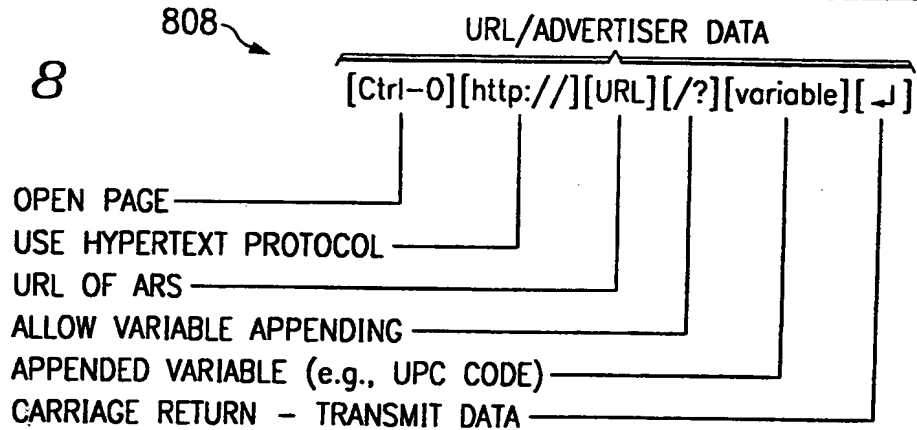 808
URL/ADVERTISER DATA
8
[Ctrl-O][http://][URL][/?][variable][↵]
OPEN PAGE
USE HYPERTEXT PROTOCOL
URL OF ARS
ALLOW VARIABLE APPENDING
APPENDED VARIABLE (e.g., UPC CODE)
CARRIAGE RETURN - TRANSMIT DATA